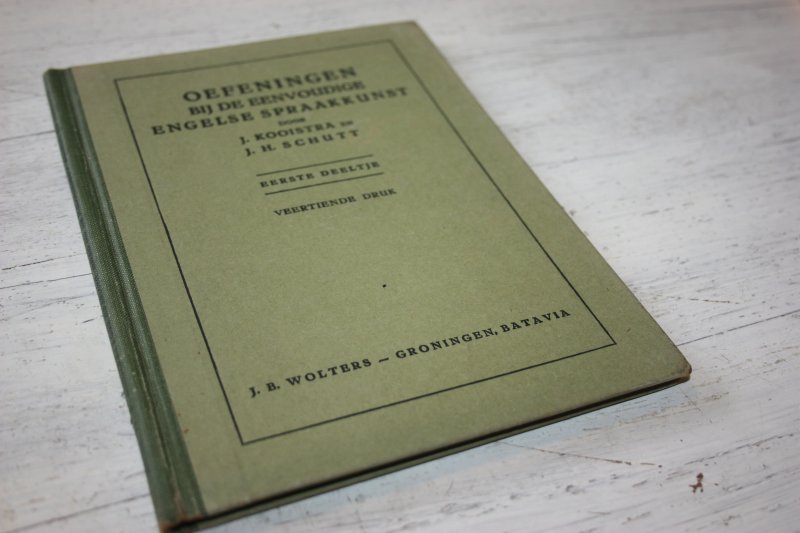 OEFENINGEN
BIJ DE EENVOUDIGE
ENGELSE SPRAAKKUNST
DOOR
J. KOOISTRA EN
J. H. SCHUTT
EERSTE DEELTJE
VEERTIENDE DRUK
J. B. WOLTERS — GRONINGEN, BATAVIA